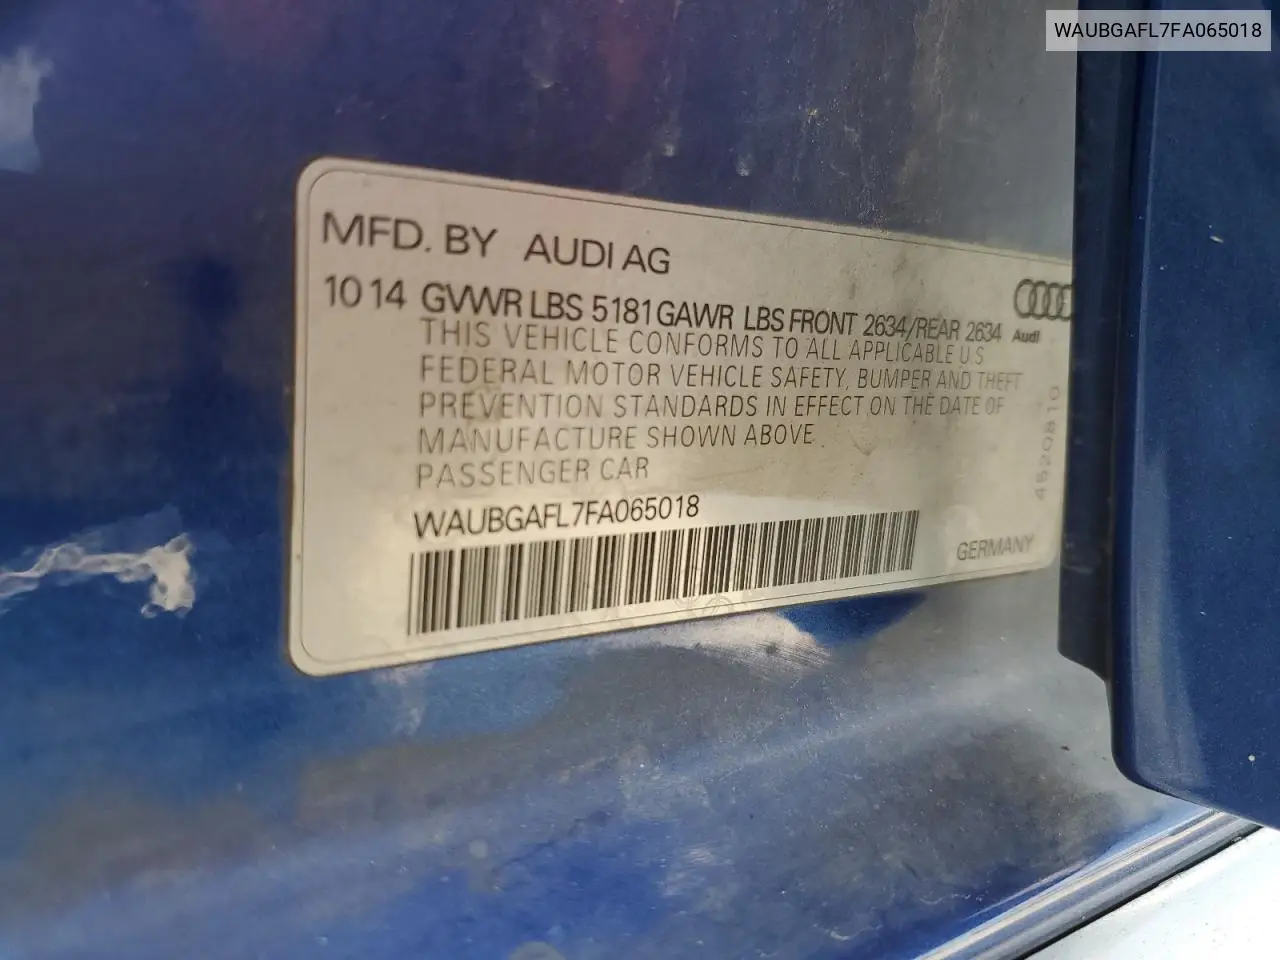 WAUBGAFL7FA065018
MFD. BY AUDI AG
10 14 GVWR LBS 5181 GAWR LBS FRONT 2634/REAR 2634
Audi
THIS VEHICLE CONFORMS TO ALL APPLICABLE U S
FEDERAL MOTOR VEHICLE SAFETY, BUMPER AND THEFT
PREVENTION STANDARDS IN EFFECT ON THE DATE OF
MANUFACTURE SHOWN ABOVE
PASSENGER CAR
4520810
WAUBGAFL7FA065018
GERMANY